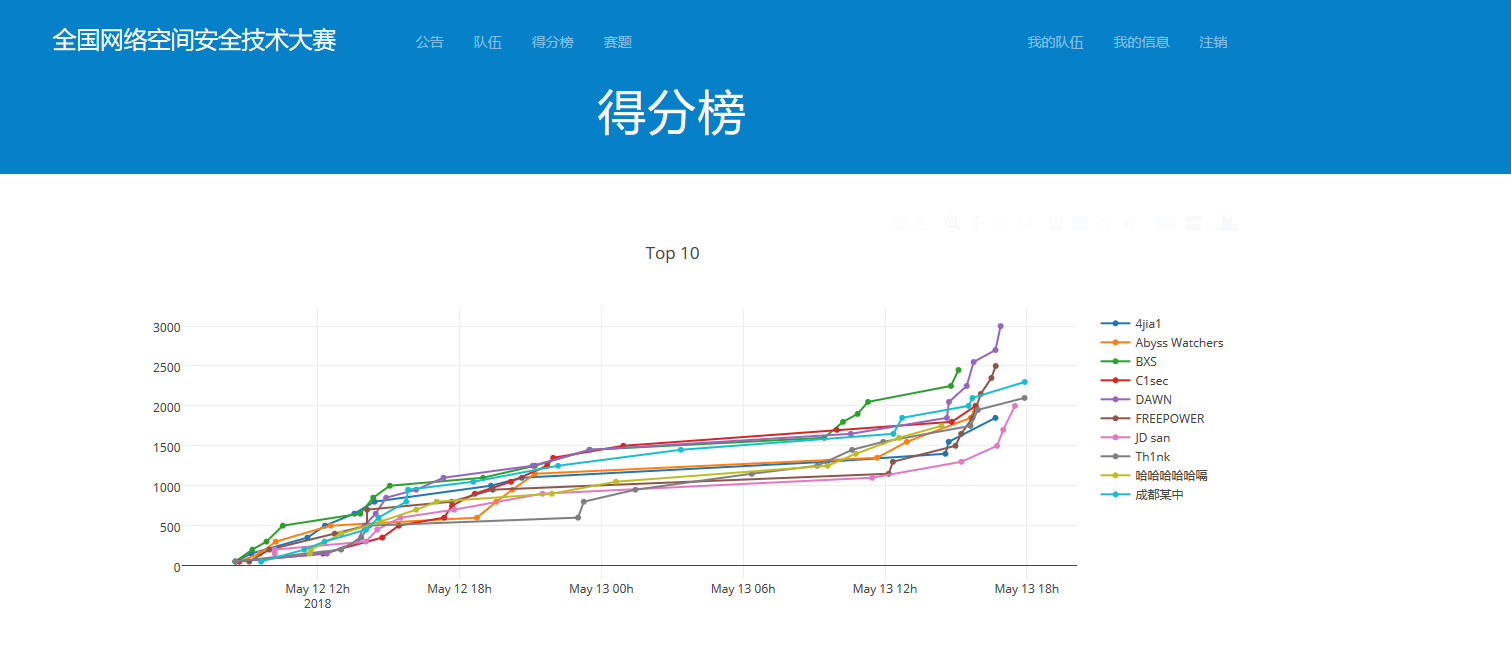 全国网络空间安全技术大赛 公告 队伍 得分榜 赛题 我的队伍 我的信息 注销
得分榜
Top 10
3000
2500
2000
1500
1000
500
0
May 12 12h
2018
May 12 18h
May 13 00h
May 13 06h
May 13 12h
May 13 18h
4jia1
Abyss Watchers
BXS
C1sec
DAWN
FREEPOWER
JD san
Th1nk
哈哈哈哈哈嗝
成都某中